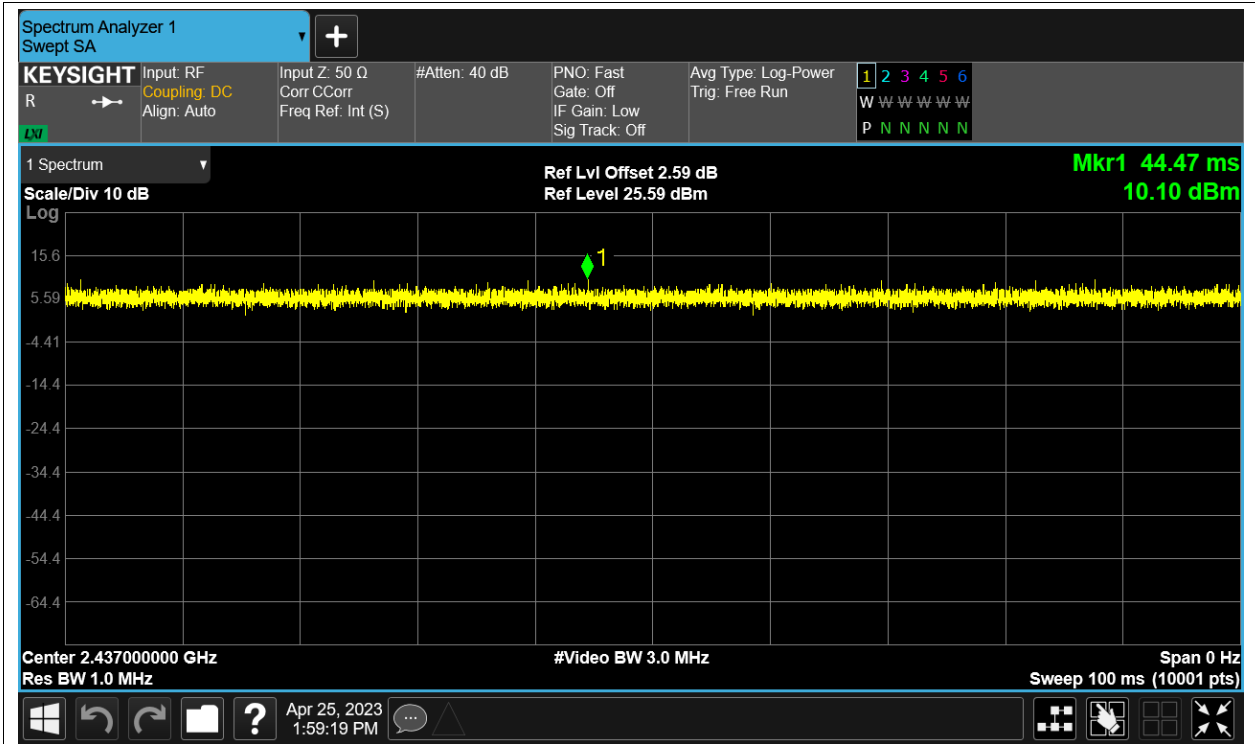 Spectrum Analyzer 1
Swept SA
KEYSIGHT
R
LXI
Input: RF
Coupling: DC
Align: Auto
Input Z: 50 Ω
Corr CCorr
Freq Ref: Int (S)
#Atten: 40 dB
PNO: Fast
Gate: Off
IF Gain: Low
Sig Track: Off
Avg Type: Log-Power
Trig: Free Run
1 2 3 4 5 6
W W W W W W
P N N N N N
1 Spectrum
Scale/Div 10 dB
Log
Ref Lvl Offset 2.59 dB
Ref Level 25.59 dBm
Mkr1 44.47 ms
10.10 dBm
1
15.6
5.59
-4.41
-14.4
-24.4
-34.4
-44.4
-54.4
-64.4
Center 2.437000000 GHz
Res BW 1.0 MHz
#Video BW 3.0 MHz
Span 0 Hz
Sweep 100 ms (10001 pts)
?
Apr 25, 2023
1:59:19 PM